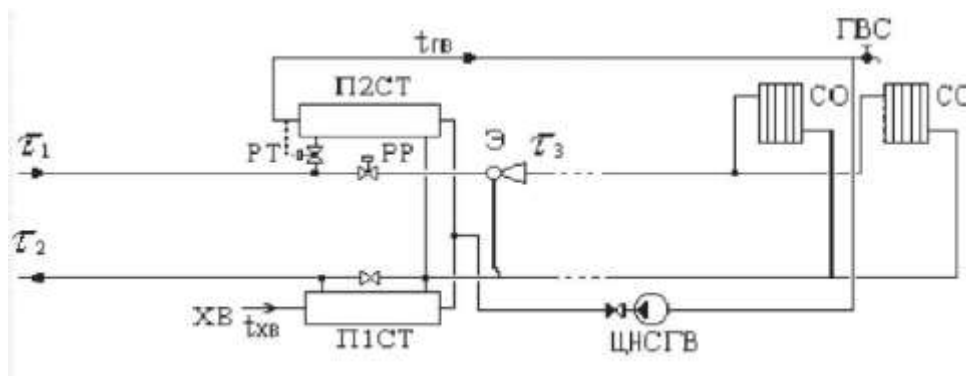 ГВС
tГВ
П2СТ
СО
СО
τ1
РТ
РР
Э
τ3
τ2
ХВ
tХВ
П1СТ
ЦНСГВ